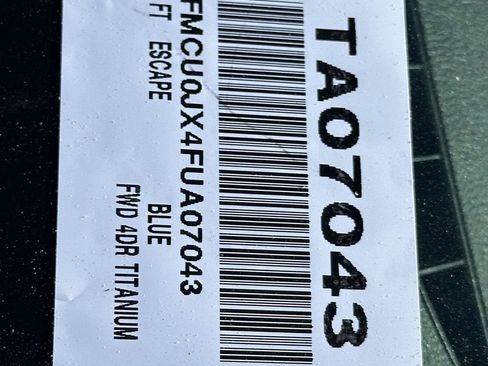 TA07043
FMCU0JX4FUA07043
FT ESCAPE BLUE
FWD 4DR TITANIUM